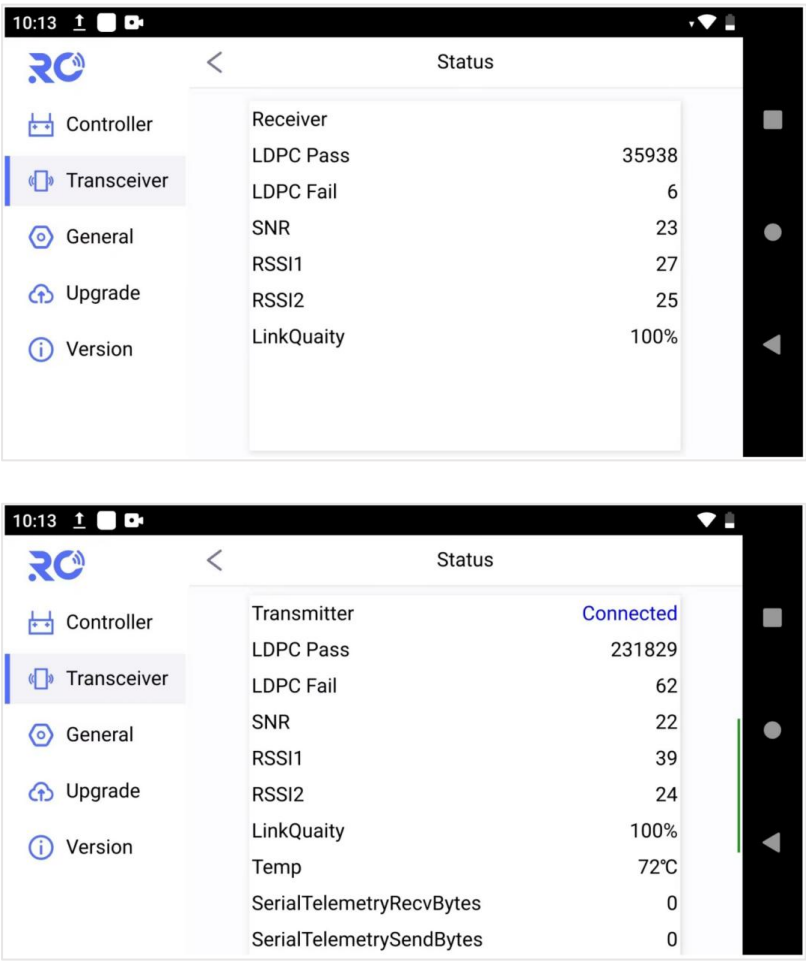 10:13
RC
Status
Controller
Transceiver
General
Upgrade
Version
Receiver
LDPC Pass 35938
LDPC Fail 6
SNR 23
RSSI1 27
RSSI2 25
LinkQuaity 100%
10:13
RC
Status
Controller
Transceiver
General
Upgrade
Version
Transmitter Connected
LDPC Pass 231829
LDPC Fail 62
SNR 22
RSSI1 39
RSSI2 24
LinkQuaity 100%
Temp 72℃
SerialTelemetryRecvBytes 0
SerialTelemetrySendBytes 0